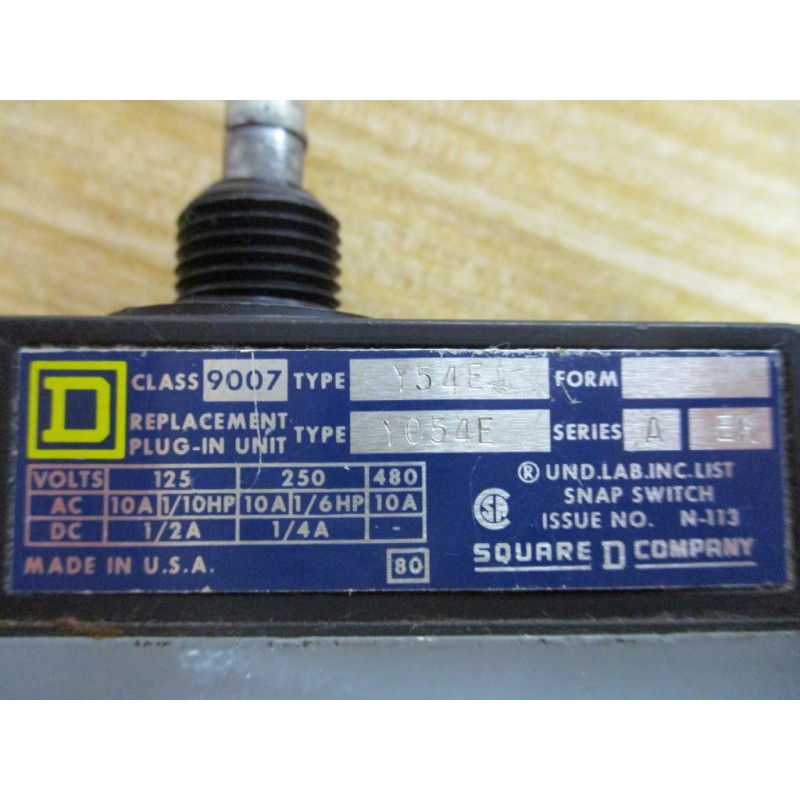 D CLASS 9007 TYPE Y54E FORM
REPLACEMENT PLUG-IN UNIT TYPE Y054E SERIES A
VOLTS 125 250 480
AC 10A 1/10HP 10A 1/6HP 10A
DC 1/2A 1/4A -
MADE IN U.S.A. 80
® UND.LAB.INC.LIST
SNAP SWITCH
ISSUE NO. N-113
SQUARE D COMPANY